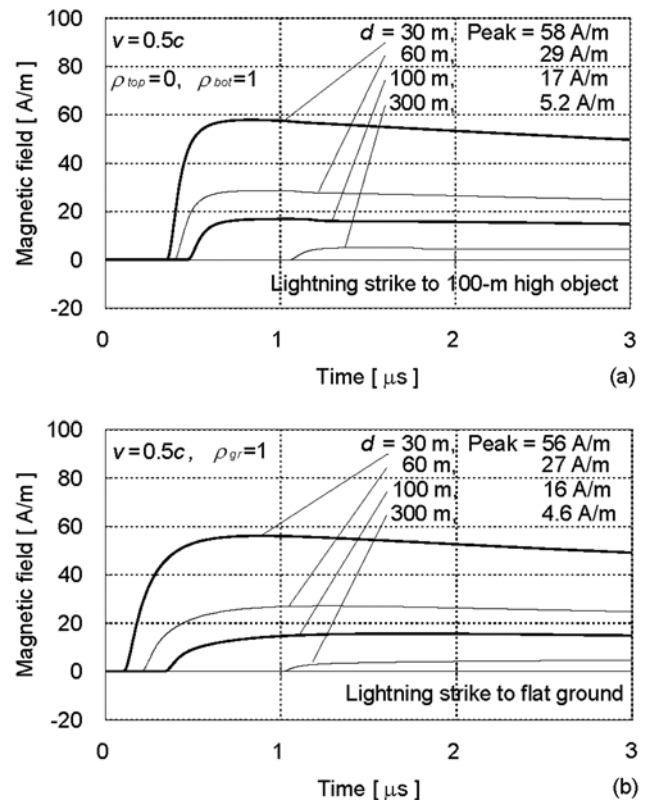 100
80
60
40
20
0
-20
Magnetic field [ A/m ]
v=0.5c
ρtop=0, ρbot=1
d = 30 m, Peak = 58 A/m
60 m, 29 A/m
100 m, 17 A/m
300 m, 5.2 A/m
Lightning strike to 100-m high object
0 1 2 3
Time [ μs ]
(a)
100
80
60
40
20
0
-20
Magnetic field [ A/m ]
v=0.5c, ρgr=1
d = 30 m, Peak = 56 A/m
60 m, 27 A/m
100 m, 16 A/m
300 m, 4.6 A/m
Lightning strike to flat ground
0 1 2 3
Time [ μs ]
(b)